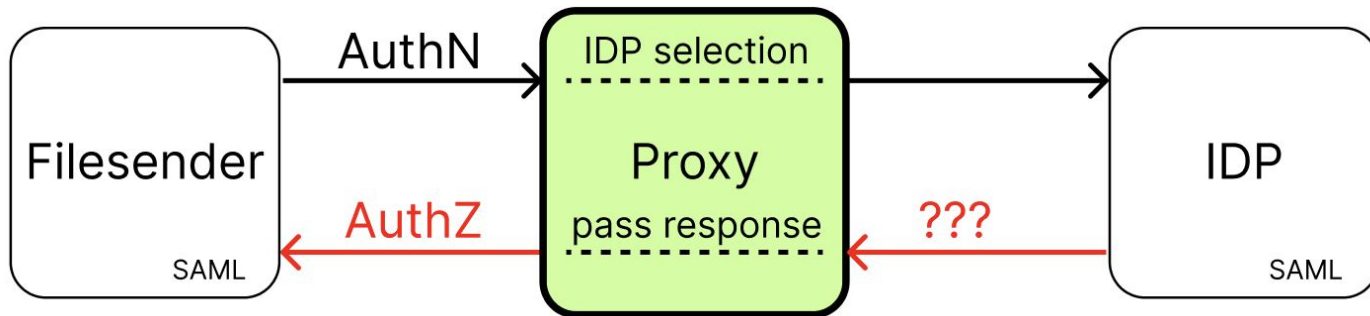 AuthN
IDP selection
Filesender
Proxy
IDP
AuthZ
pass response
???
SAML
SAML